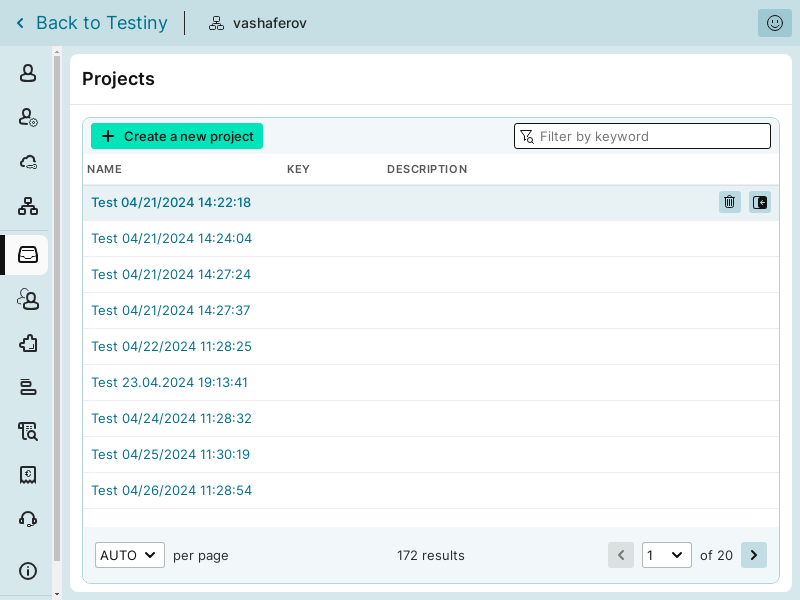 Back to Testiny
vashaferov
Projects
Create a new project
Filter by keyword
NAME KEY DESCRIPTION
Test 04/21/2024 14:22:18
Test 04/21/2024 14:24:04
Test 04/21/2024 14:27:24
Test 04/21/2024 14:27:37
Test 04/22/2024 11:28:25
Test 23.04.2024 19:13:41
Test 04/24/2024 11:28:32
Test 04/25/2024 11:30:19
Test 04/26/2024 11:28:54
AUTO per page 172 results 1 of 20